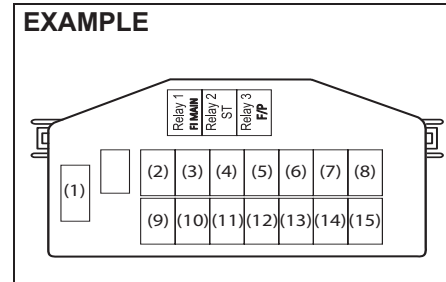 EXAMPLE
Relay 1
FI MAIN
Relay 2
ST
Relay 3
F/P
(1)
(2) (3) (4) (5) (6) (7) (8)
(9) (10) (11) (12) (13) (14) (15)